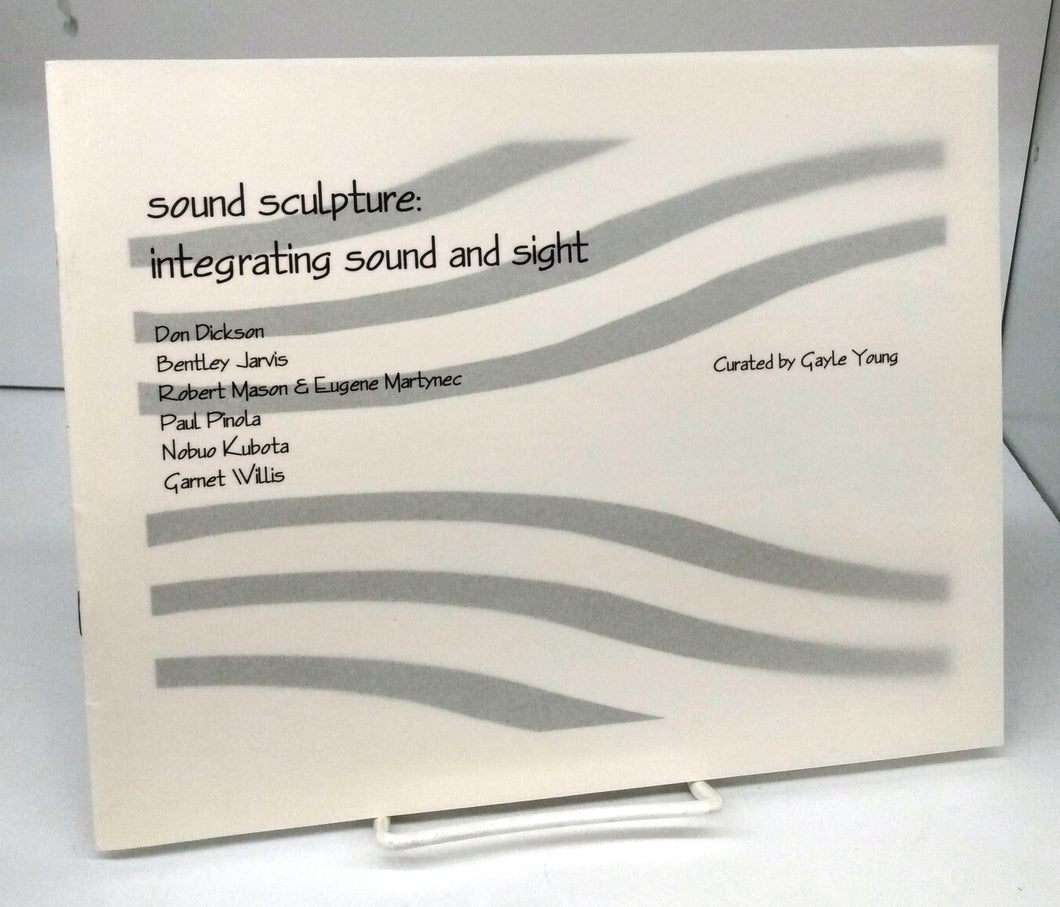 sound sculpture:
integrating sound and sight
Don Dickson
Bentley Jarvis
Robert Mason & Eugene Martynec
Paul Pinola
Nobuo Kubota
Garnet Willis
Curated by Gayle Young